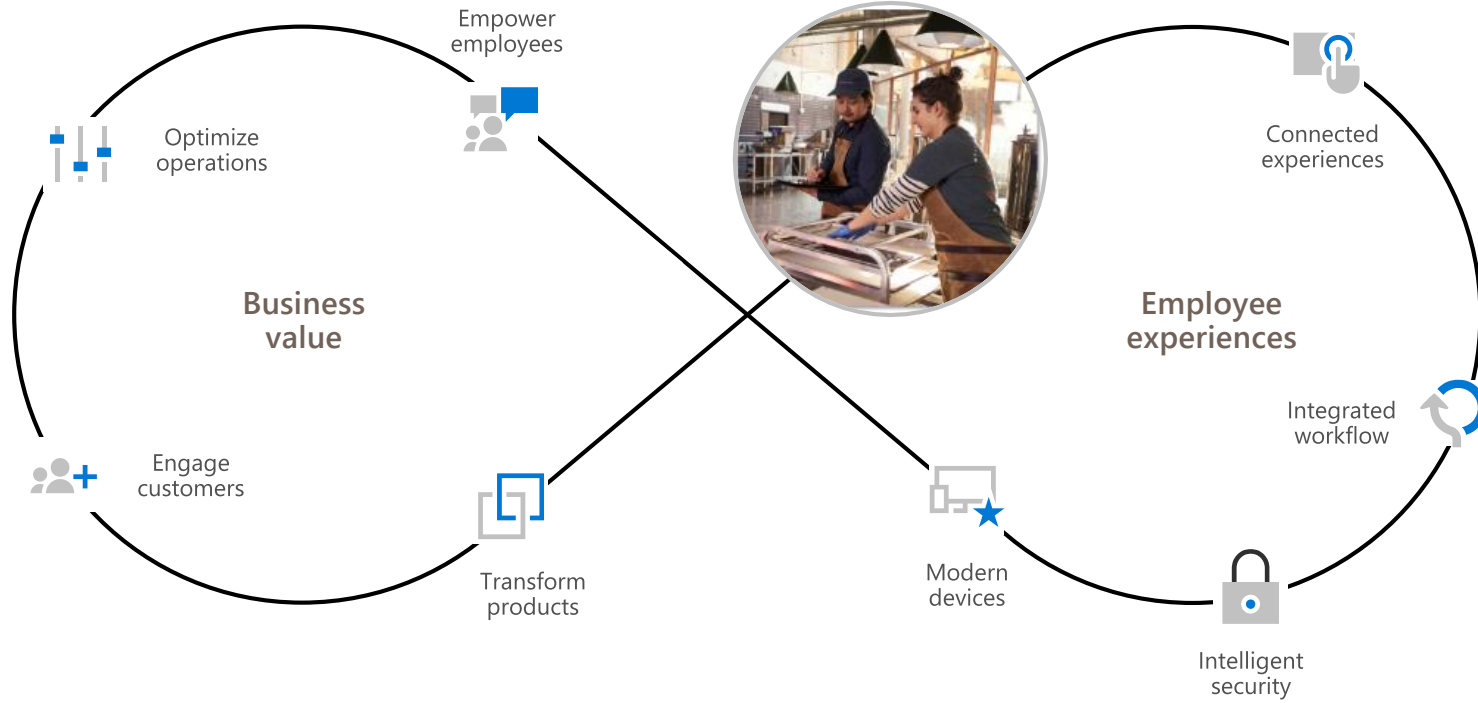 Empower
employees
Optimize
operations
Business
value
Engage
customers
Transform
products
Connected
experiences
Employee
experiences
Integrated
workflow
Modern
devices
Intelligent
security